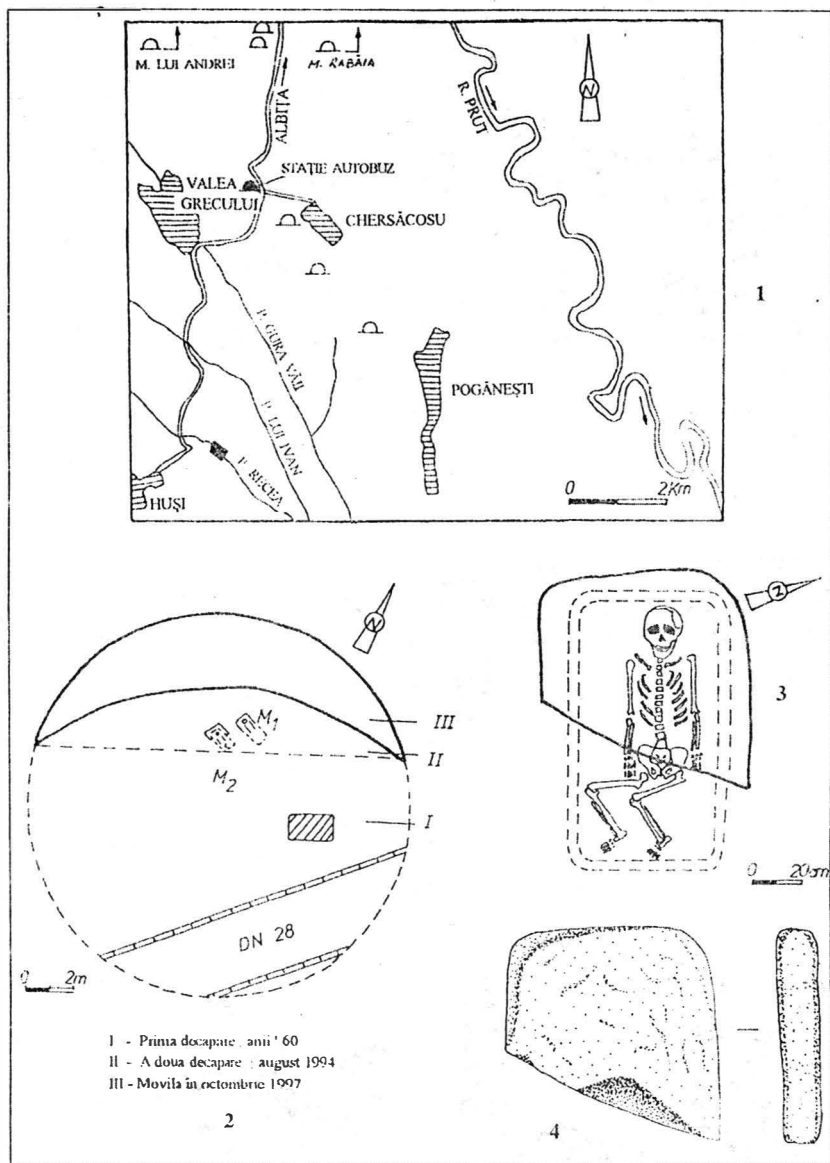 M. LUI ANDREI
M. RABĂIA
ALBIȚA
R. PRUT
N
STAȚIE AUTOBUZ
VALEA
GRECULUI
CHERSĂCOSU
1
P. GURA VĂII
P. LUI IVAN
P. RECEA
POGĂNEȘTI
HUȘI
0 2Km
N
M1
M2
III
II
I
DN 28
0 2m
I - Prima decapare : anii '60
II - A doua decapare : august 1994
III - Movila în octombrie 1997
2
N
3
0 20cm
4